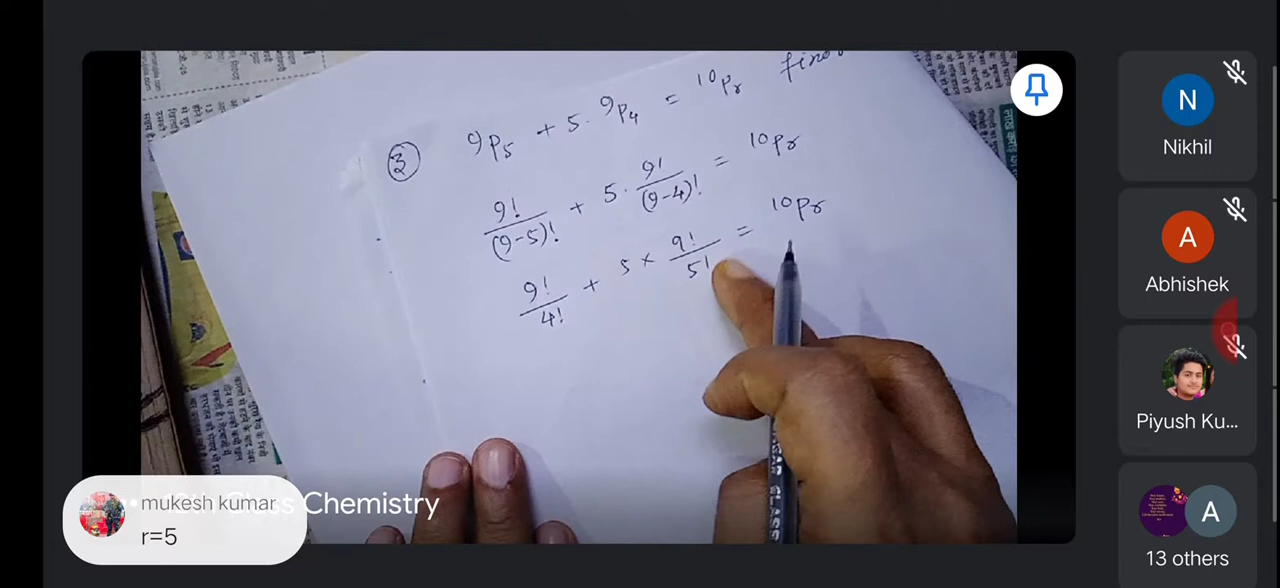 ⁹P₅ + 5 · ⁹P₄ = ¹⁰Pᵣ
③
9!/(9-5)! + 5 · 9!/(9-4)! = ¹⁰Pᵣ
9!/4! + 5 × 9!/5! = ¹⁰Pᵣ
N
Nikhil
A
Abhishek
Piyush Ku...
A
13 others
Chemistry
mukesh kumar
r=5